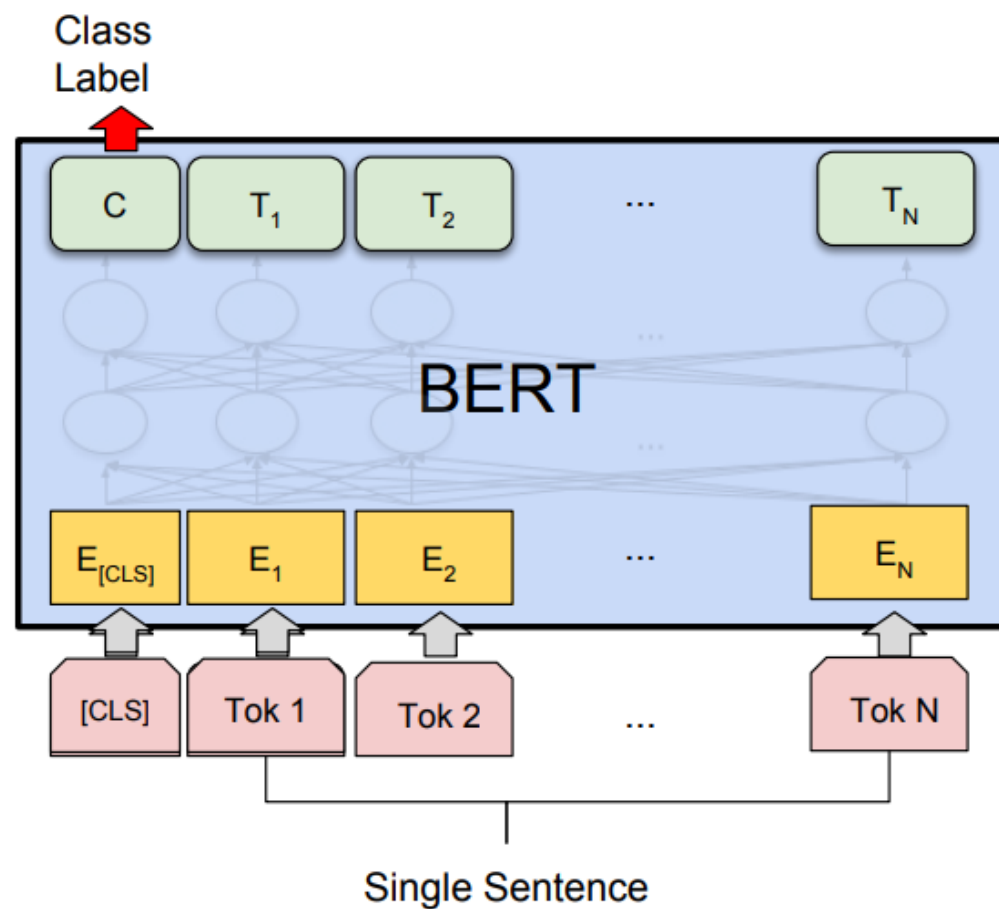 Class
Label
C T1 T2 ... TN
...
BERT
...
E[CLS] E1 E2 ... EN
[CLS] Tok 1 Tok 2 ... Tok N
Single Sentence